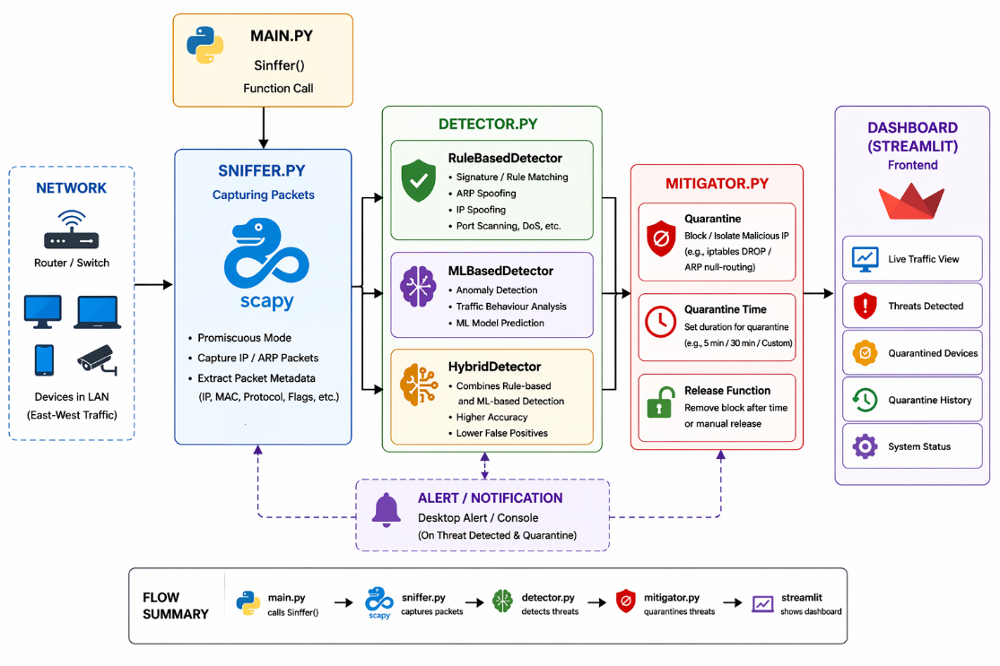 MAIN.PY
Sinffer()
Function Call
NETWORK
Router / Switch
Devices in LAN
(East-West Traffic)
SNIFFER.PY
Capturing Packets
scapy
• Promiscuous Mode
• Capture IP / ARP Packets
• Extract Packet Metadata
(IP, MAC, Protocol, Flags, etc.)
DETECTOR.PY
RuleBasedDetector
• Signature / Rule Matching
• ARP Spoofing
• IP Spoofing
• Port Scanning, DoS, etc.
MLBasedDetector
• Anomaly Detection
• Traffic Behaviour Analysis
• ML Model Prediction
HybridDetector
• Combines Rule-based
and ML-based Detection
• Higher Accuracy
• Lower False Positives
MITIGATOR.PY
Quarantine
Block / Isolate Malicious IP
(e.g., iptables DROP /
ARP null-routing)
Quarantine Time
Set duration for quarantine
(e.g., 5 min / 30 min / Custom)
Release Function
Remove block after time
or manual release
DASHBOARD
(STREAMLIT)
Frontend
Live Traffic View
Threats Detected
Quarantined Devices
Quarantine History
System Status
ALERT / NOTIFICATION
Desktop Alert / Console
(On Threat Detected & Quarantine)
FLOW
SUMMARY
main.py
calls Sinffer()
scapy
sniffer.py
captures packets
detector.py
detects threats
mitigator.py
quarantines threats
streamlit
shows dashboard